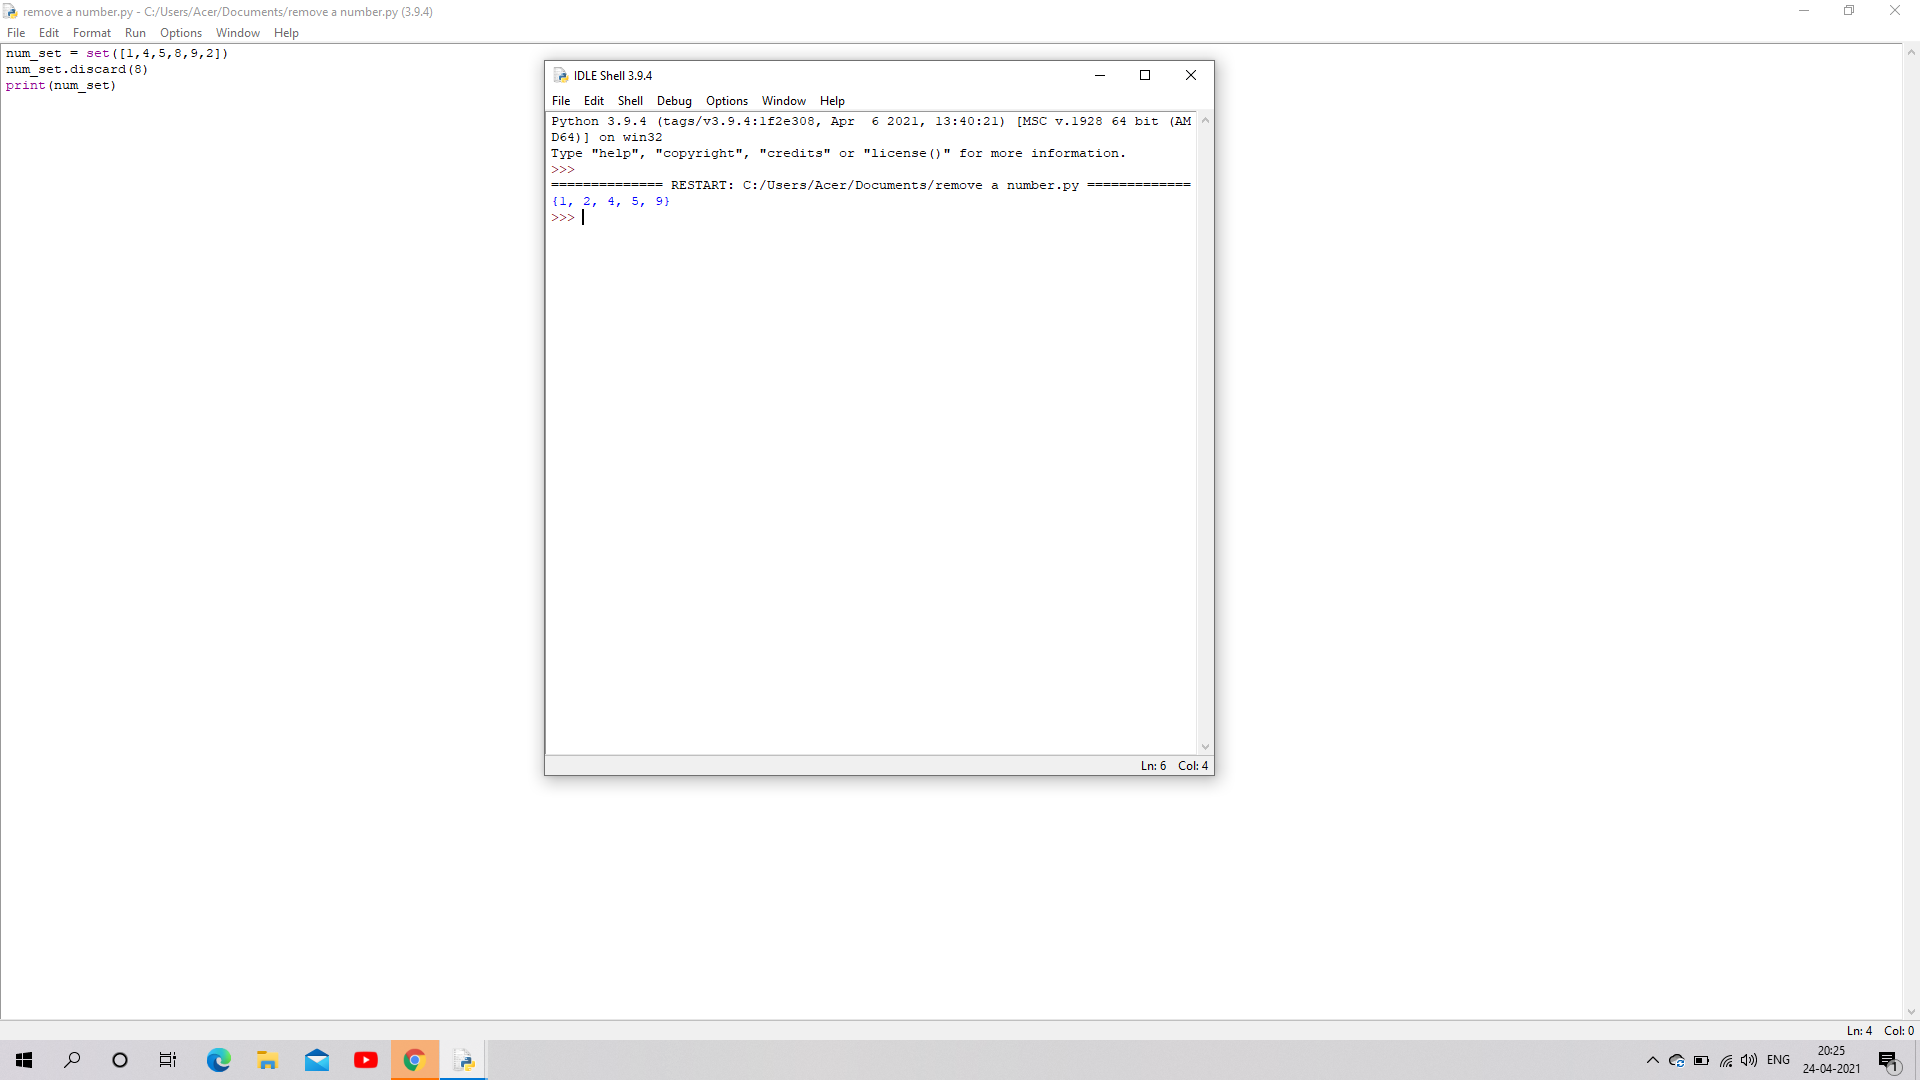 remove a number.py - C:/Users/Acer/Documents/remove a number.py (3.9.4)
File Edit Format Run Options Window Help
num_set = set([1,4,5,8,9,2])
num_set.discard(8)
print(num_set)
IDLE Shell 3.9.4
File Edit Shell Debug Options Window Help
Python 3.9.4 (tags/v3.9.4:1f2e308, Apr  6 2021, 13:40:21) [MSC v.1928 64 bit (AM
D64)] on win32
Type "help", "copyright", "credits" or "license()" for more information.
>>>
============== RESTART: C:/Users/Acer/Documents/remove a number.py =============
{1, 2, 4, 5, 9}
>>>
Ln: 6 Col: 4
Ln: 4 Col: 0
ENG
20:25
24-04-2021
1